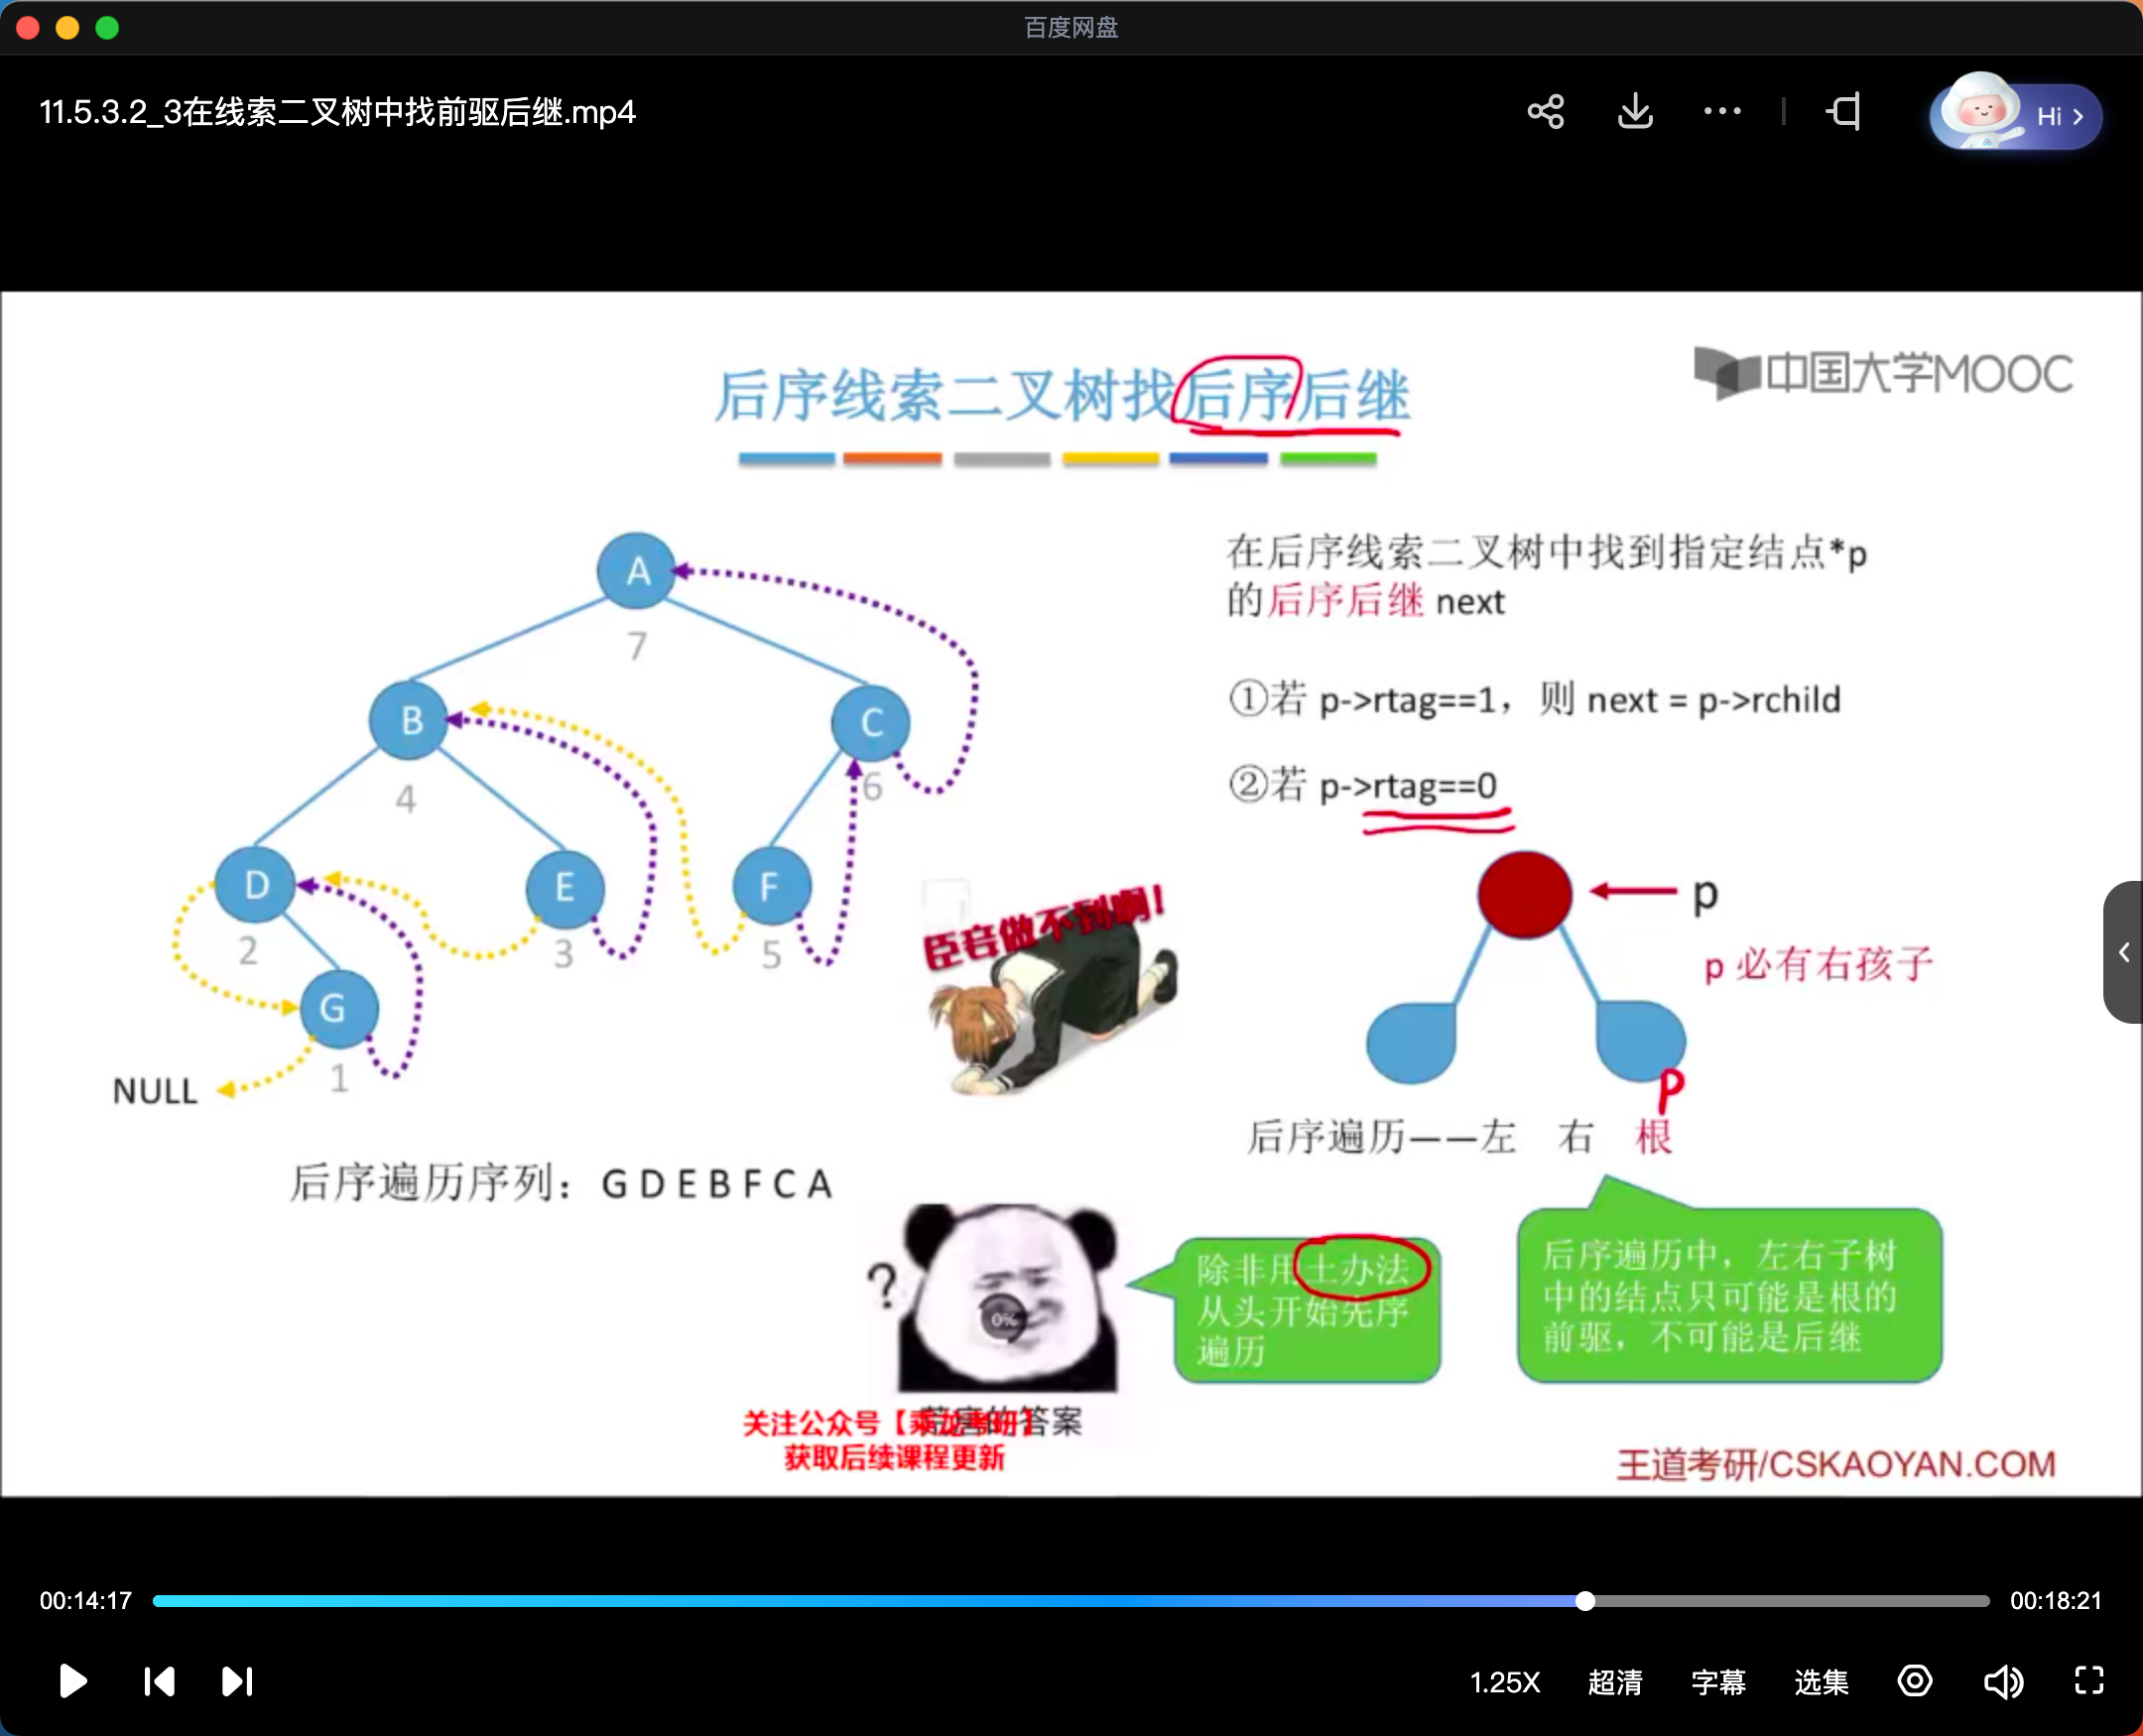 百度网盘
11.5.3.2_3在线索二叉树中找前驱后继.mp4
Hi
后序线索二叉树找后序后继
中国大学MOOC
在后序线索二叉树中找到指定结点*p
的后序后继 next
①若 p->rtag==1，则 next = p->rchild
②若 p->rtag==0
A
7
B
4
C
6
D
2
E
3
F
5
G
1
NULL
后序遍历序列：G D E B F C A
臣妾做不到啊！
p
p 必有右孩子
P
后序遍历——左 右 根
?
0%
除非用土办法
从头开始先序
遍历
后序遍历中，左右子树
中的结点只可能是根的
前驱，不可能是后继
关注公众号【乘龙考研】
的答案
获取后续课程更新
王道考研/CSKAOYAN.COM
00:14:17
00:18:21
1.25X
超清
字幕
选集